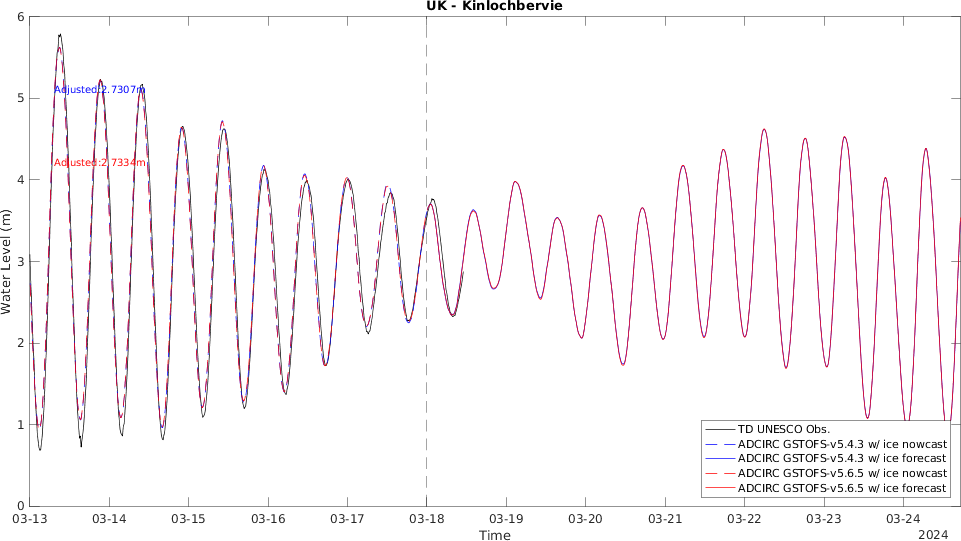 UK - Kinlochbervie
6
5
4
3
2
1
0
Water Level (m)
Adjusted:2.7307m
Adjusted:2.7334m
TD UNESCO Obs.
ADCIRC GSTOFS-v5.4.3 w/ ice nowcast
ADCIRC GSTOFS-v5.4.3 w/ ice forecast
ADCIRC GSTOFS-v5.6.5 w/ ice nowcast
ADCIRC GSTOFS-v5.6.5 w/ ice forecast
03-13 03-14 03-15 03-16 03-17 03-18 03-19 03-20 03-21 03-22 03-23 03-24
Time
2024